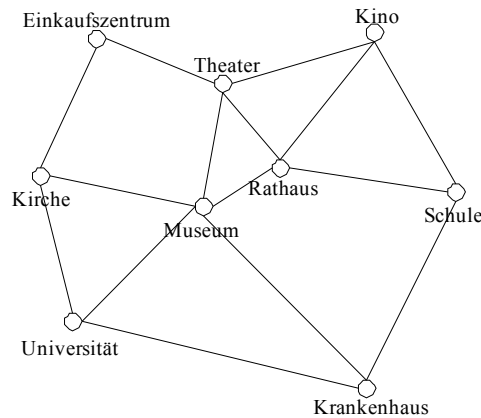 Einkaufszentrum
Kino
Theater
Rathaus
Kirche
Museum
Schule
Universität
Krankenhaus